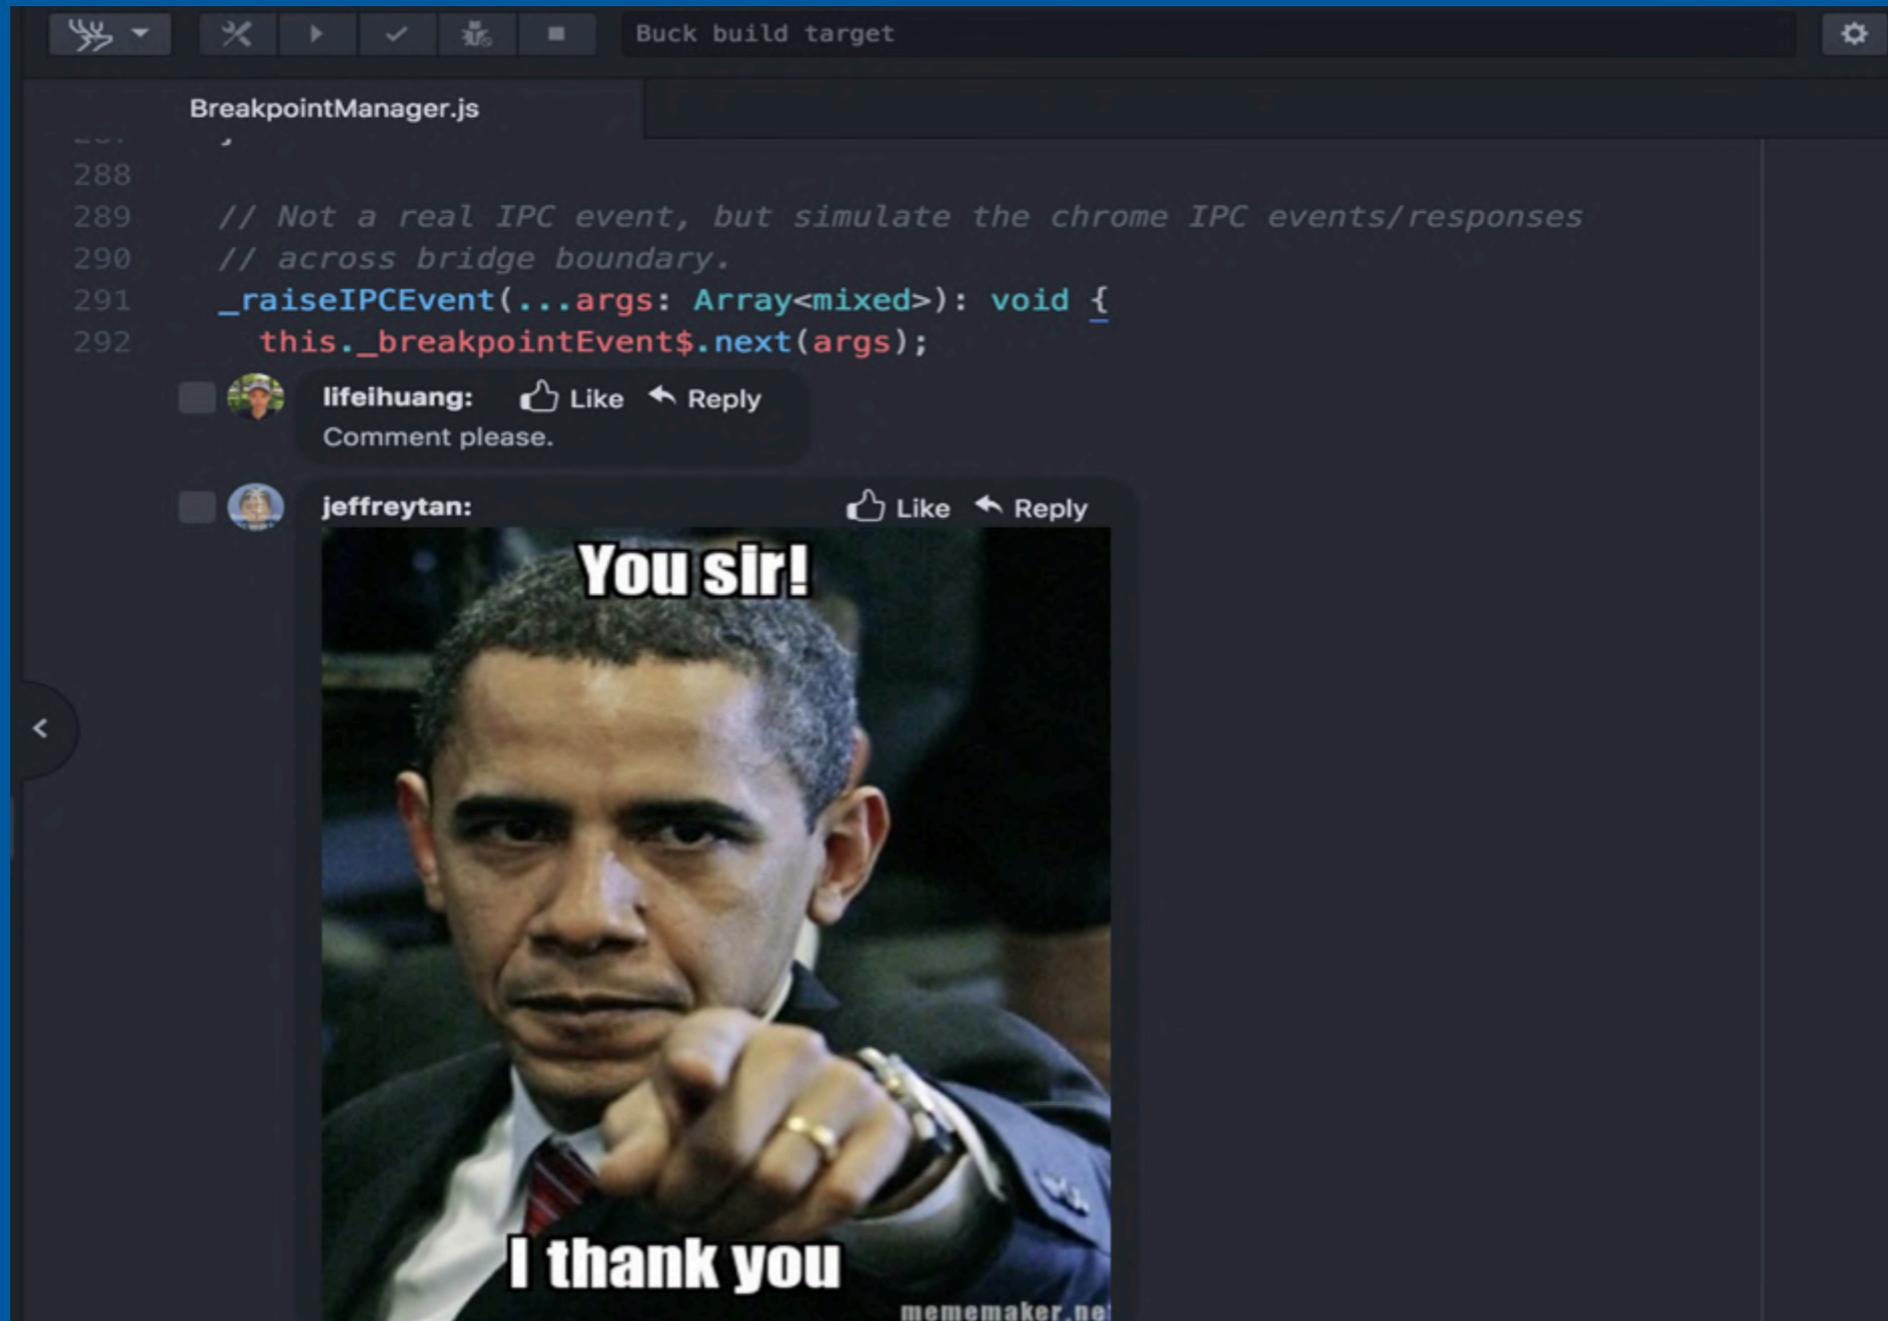 Buck build target
BreakpointManager.js
288
289 // Not a real IPC event, but simulate the chrome IPC events/responses
290 // across bridge boundary.
291 _raiseIPCEvent(...args: Array<mixed>): void {
292 this._breakpointEvent$.next(args);
lifeihuang: Like Reply
Comment please.
jeffreytan: Like Reply
You sir!
I thank you
mememaker.ne